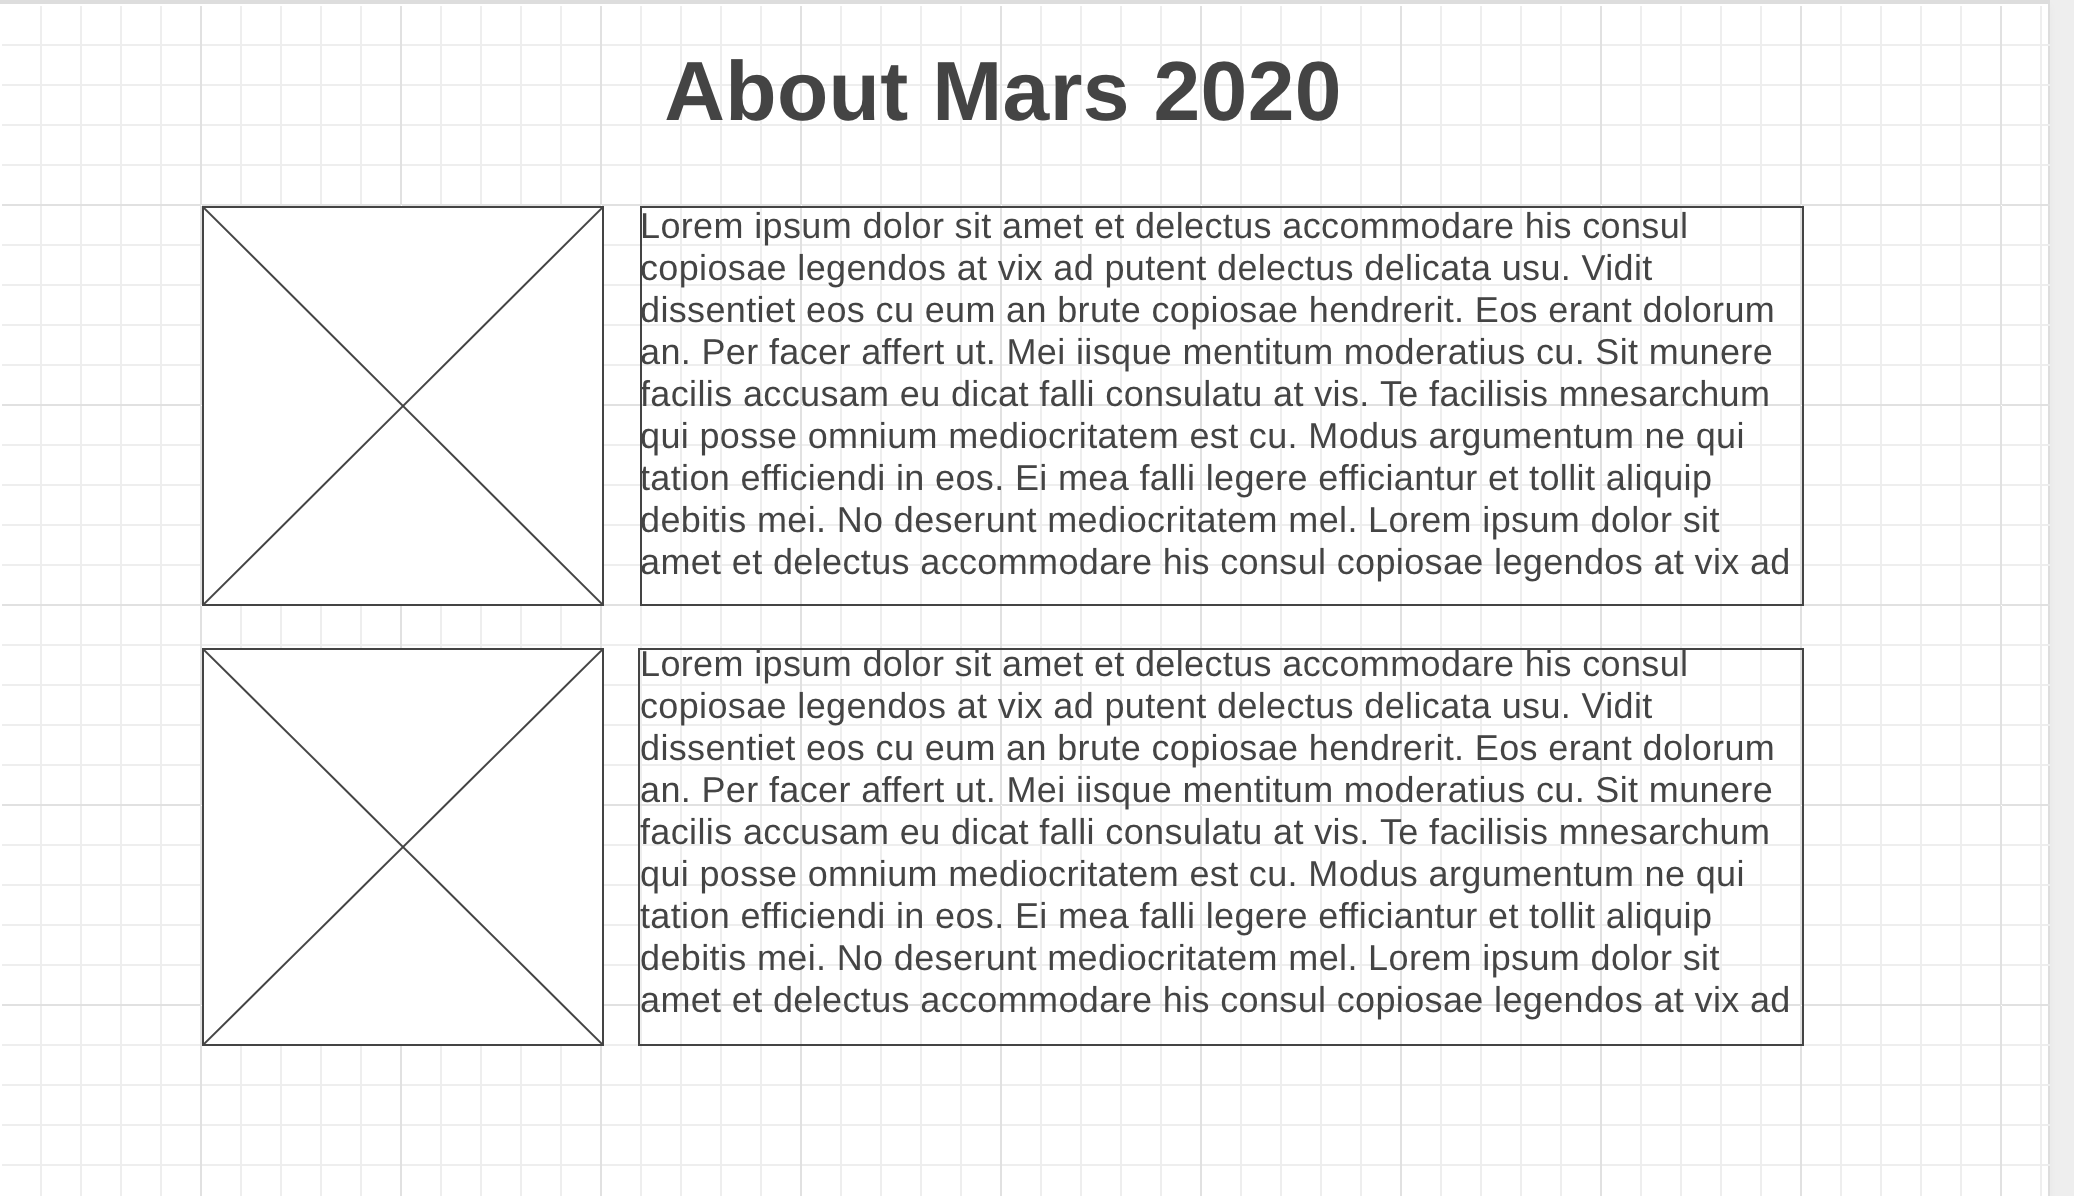 About Mars 2020
Lorem ipsum dolor sit amet et delectus accommodare his consul
copiosae legendos at vix ad putent delectus delicata usu. Vidit
dissentiet eos cu eum an brute copiosae hendrerit. Eos erant dolorum
an. Per facer affert ut. Mei iisque mentitum moderatius cu. Sit munere
facilis accusam eu dicat falli consulatu at vis. Te facilisis mnesarchum
qui posse omnium mediocritatem est cu. Modus argumentum ne qui
tation efficiendi in eos. Ei mea falli legere efficiantur et tollit aliquip
debitis mei. No deserunt mediocritatem mel. Lorem ipsum dolor sit
amet et delectus accommodare his consul copiosae legendos at vix ad
Lorem ipsum dolor sit amet et delectus accommodare his consul
copiosae legendos at vix ad putent delectus delicata usu. Vidit
dissentiet eos cu eum an brute copiosae hendrerit. Eos erant dolorum
an. Per facer affert ut. Mei iisque mentitum moderatius cu. Sit munere
facilis accusam eu dicat falli consulatu at vis. Te facilisis mnesarchum
qui posse omnium mediocritatem est cu. Modus argumentum ne qui
tation efficiendi in eos. Ei mea falli legere efficiantur et tollit aliquip
debitis mei. No deserunt mediocritatem mel. Lorem ipsum dolor sit
amet et delectus accommodare his consul copiosae legendos at vix ad